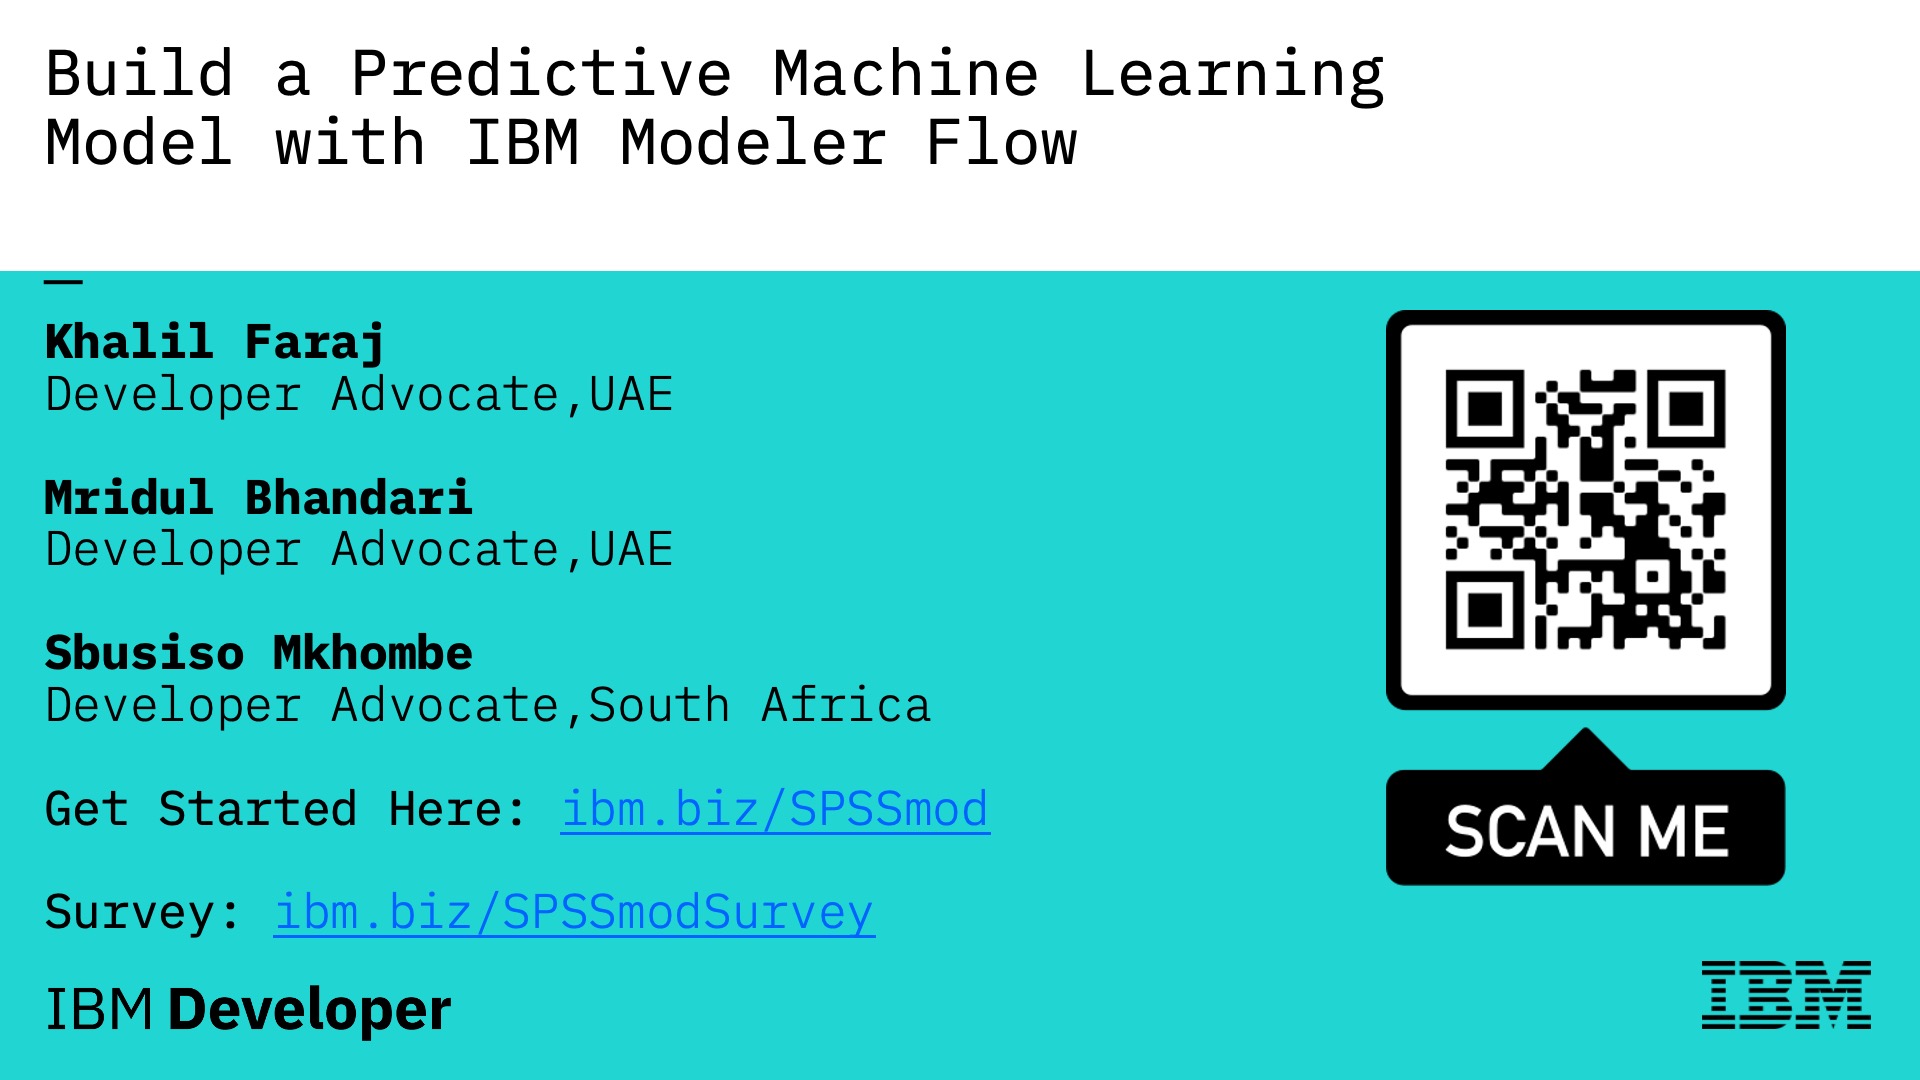 Build a Predictive Machine Learning
Model with IBM Modeler Flow
—
Khalil Faraj
Developer Advocate,UAE
Mridul Bhandari
Developer Advocate,UAE
Sbusiso Mkhombe
Developer Advocate,South Africa
Get Started Here: ibm.biz/SPSSmod
Survey: ibm.biz/SPSSmodSurvey
IBM Developer
SCAN ME
IBM